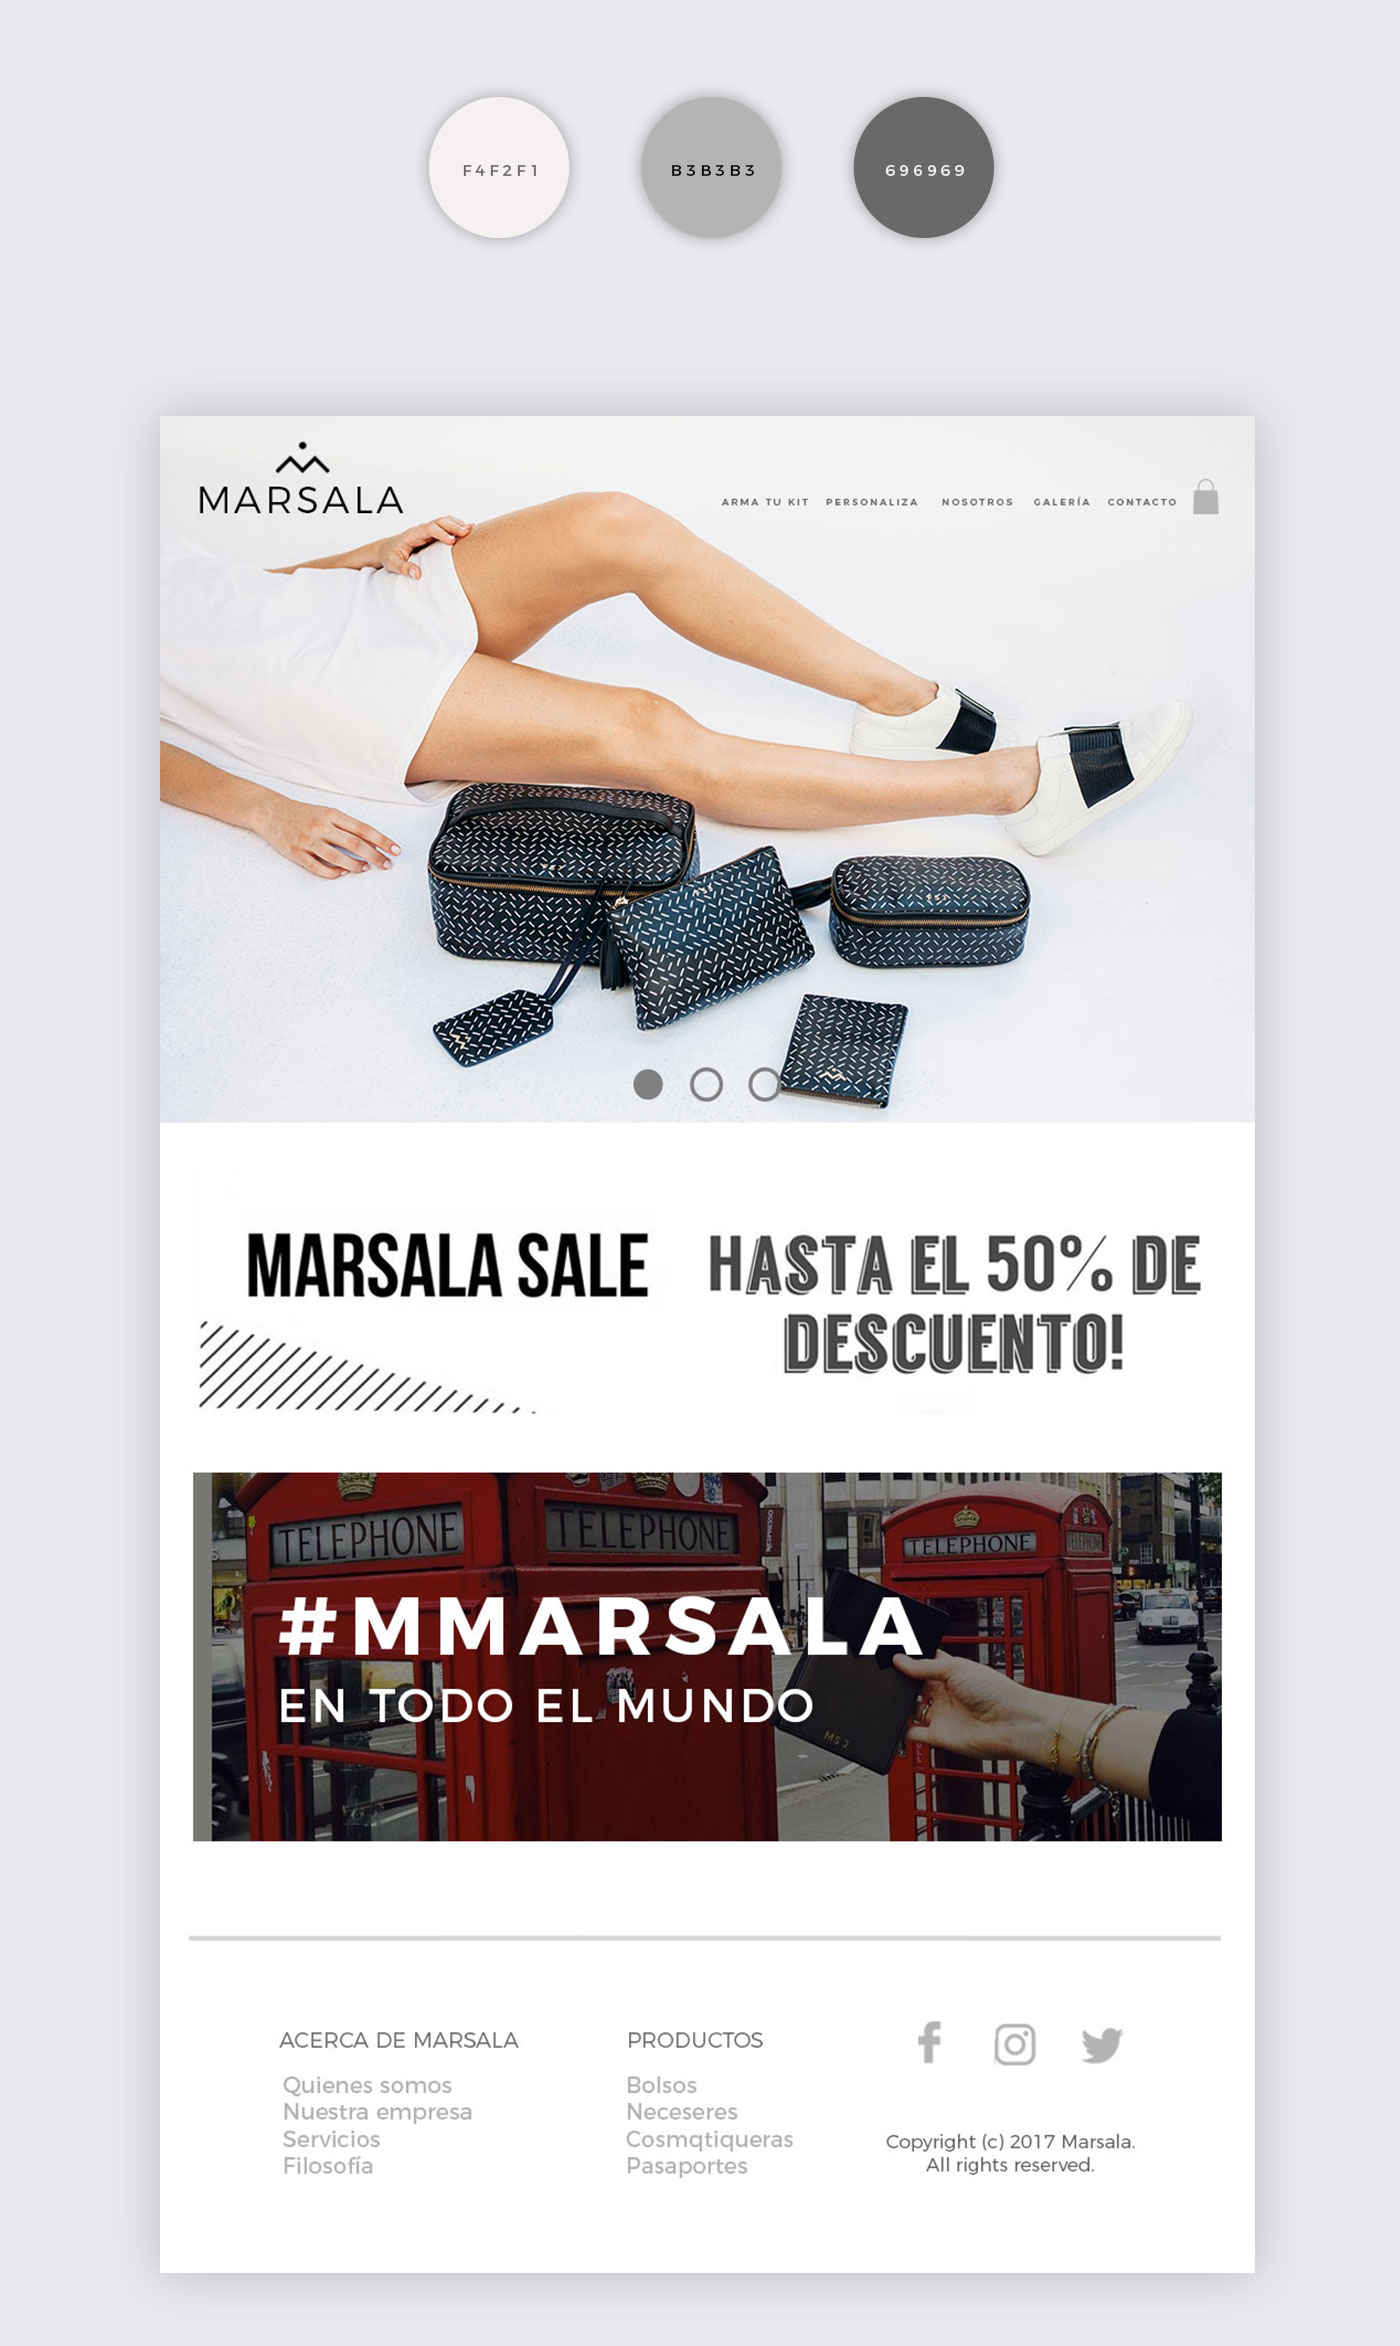 F4F2F1
B3B3B3
696969
MARSALA
ARMA TU KIT PERSONALIZA NOSOTROS GALERÍA CONTACTO
MARSALA SALE
HASTA EL 50% DE
DESCUENTO!
TELEPHONE
TELEPHONE
TELEPHONE
#MMARSALA
EN TODO EL MUNDO
MSJ
ACERCA DE MARSALA
Quienes somos
Nuestra empresa
Servicios
Filosofía
PRODUCTOS
Bolsos
Neceseres
Cosmqtiqueras
Pasaportes
Copyright (c) 2017 Marsala.
All rights reserved.